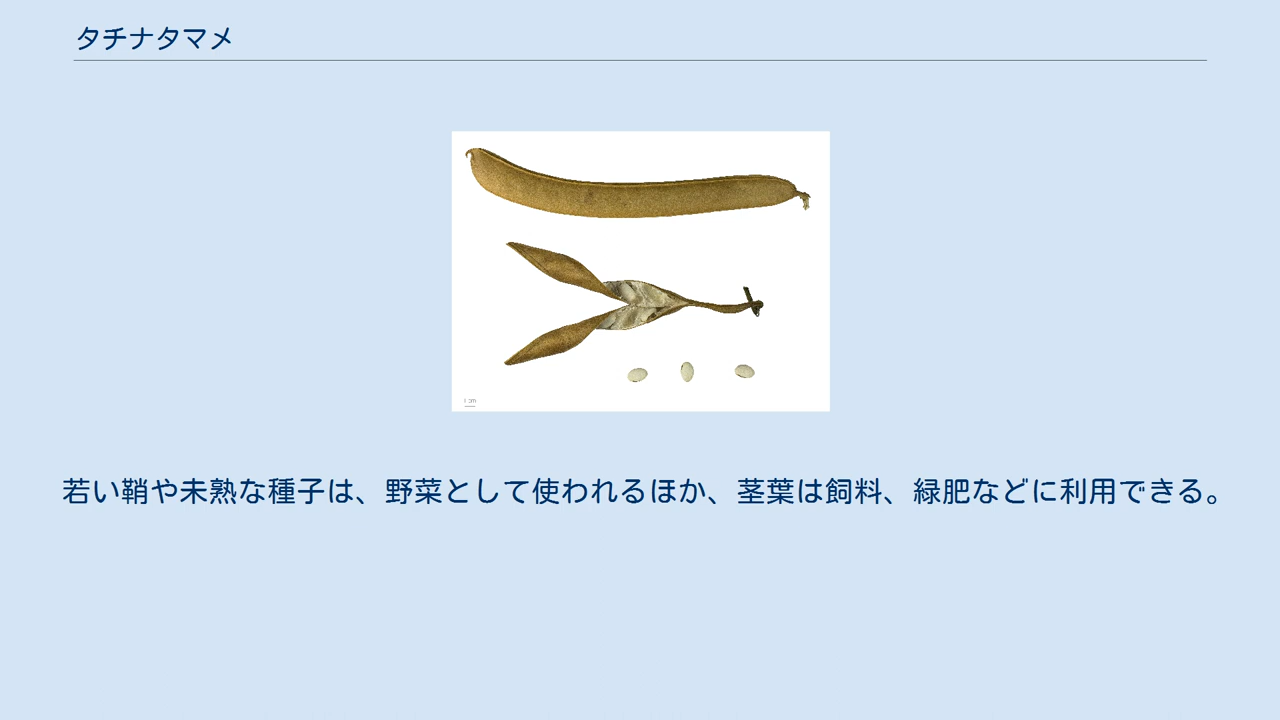 タチナタマメ
1 cm
若い鞘や未熟な種子は、野菜として使われるほか、茎葉は飼料、緑肥などに利用できる。